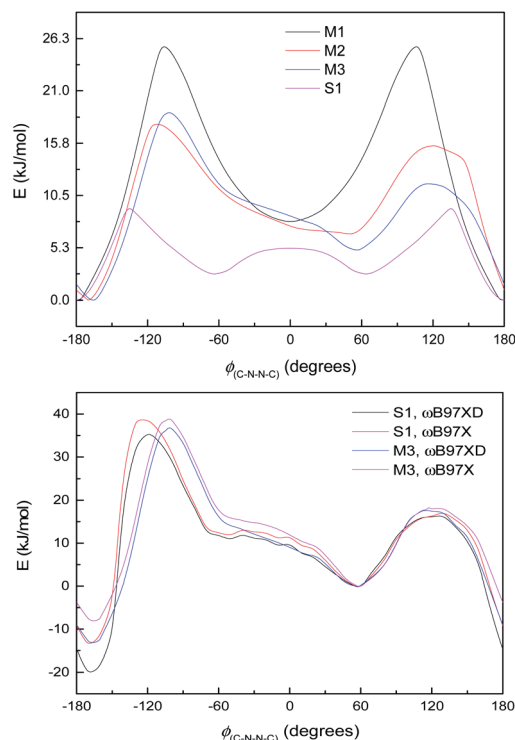 26.3
21.0
15.8
10.5
5.3
0.0
E (kJ/mol)
M1
M2
M3
S1
-180 -120 -60 0 60 120 180
ϕ(C-N-N-C) (degrees)
40
30
20
10
0
-10
-20
E (kJ/mol)
S1, ωB97XD
S1, ωB97X
M3, ωB97XD
M3, ωB97X
-180 -120 -60 0 60 120 180
ϕ(C-N-N-C) (degrees)